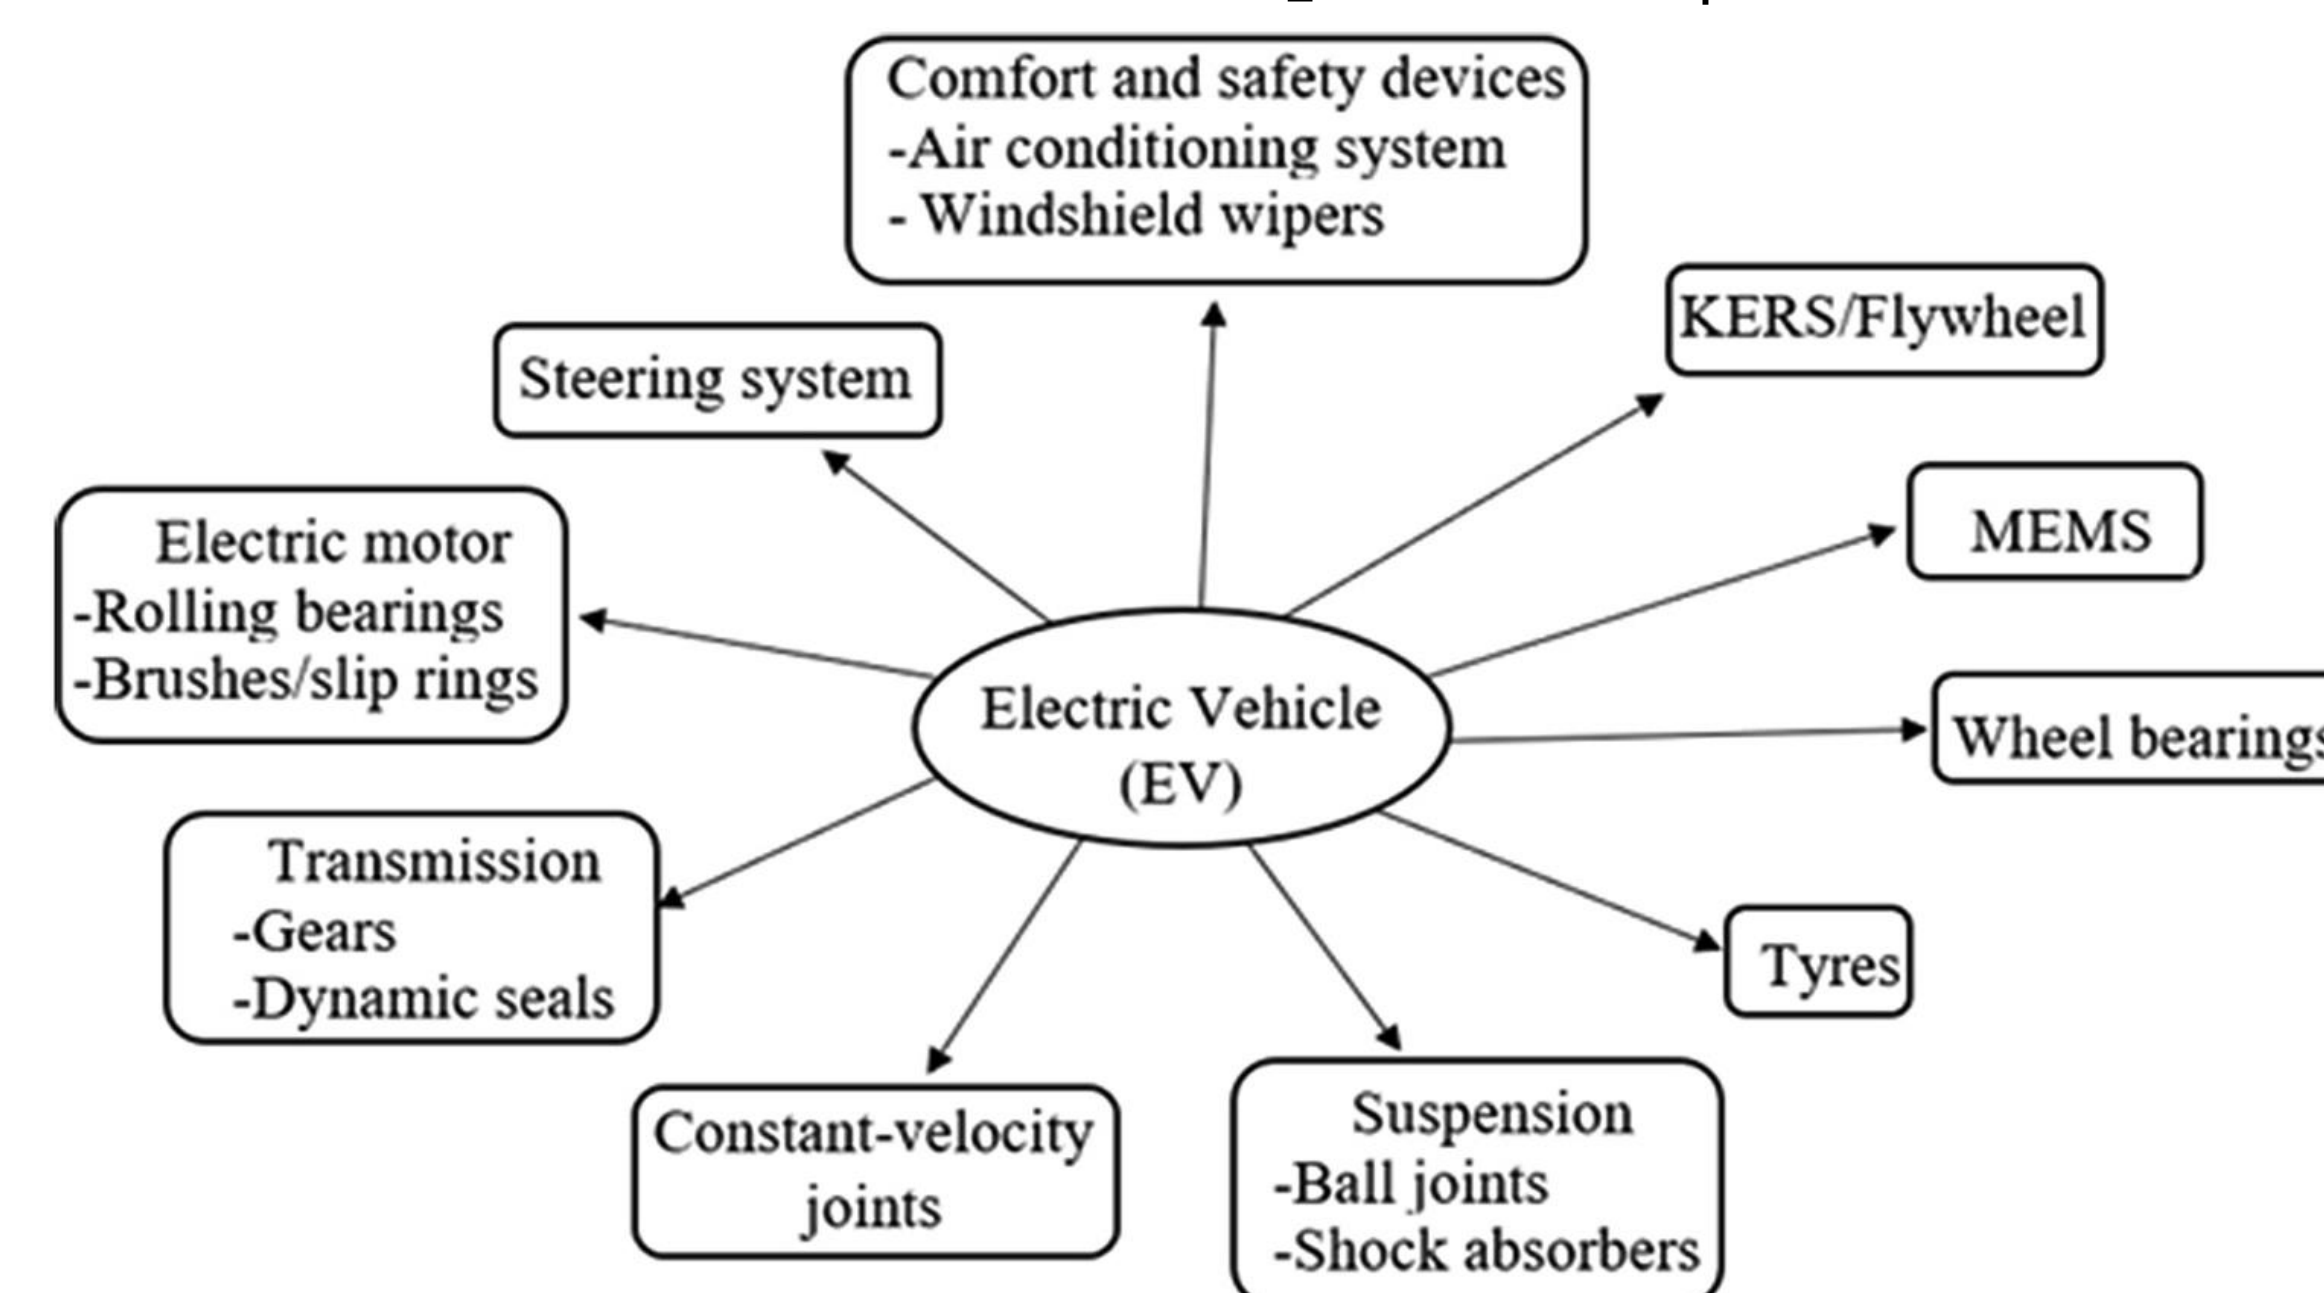 Comfort and safety devices
-Air conditioning system
- Windshield wipers
KERS/Flywheel
Steering system
MEMS
Electric motor
-Rolling bearings
-Brushes/slip rings
Electric Vehicle
(EV)
Wheel bearings
Transmission
-Gears
-Dynamic seals
Tyres
Constant-velocity
joints
Suspension
-Ball joints
-Shock absorbers